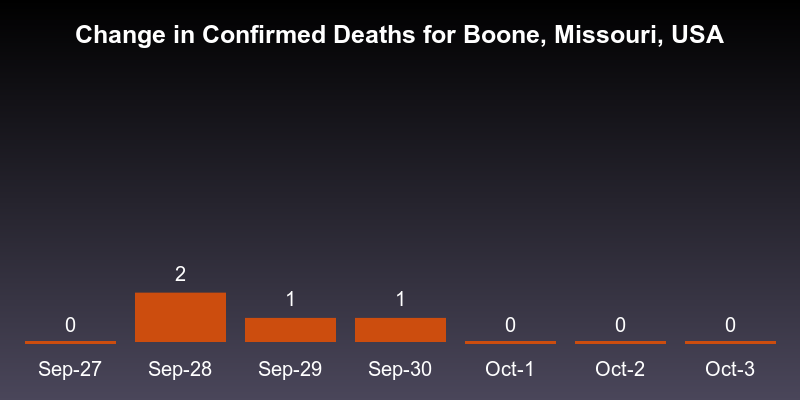 Change in Confirmed Deaths for Boone, Missouri, USA
0 2 1 1 0 0 0
Sep-27 Sep-28 Sep-29 Sep-30 Oct-1 Oct-2 Oct-3